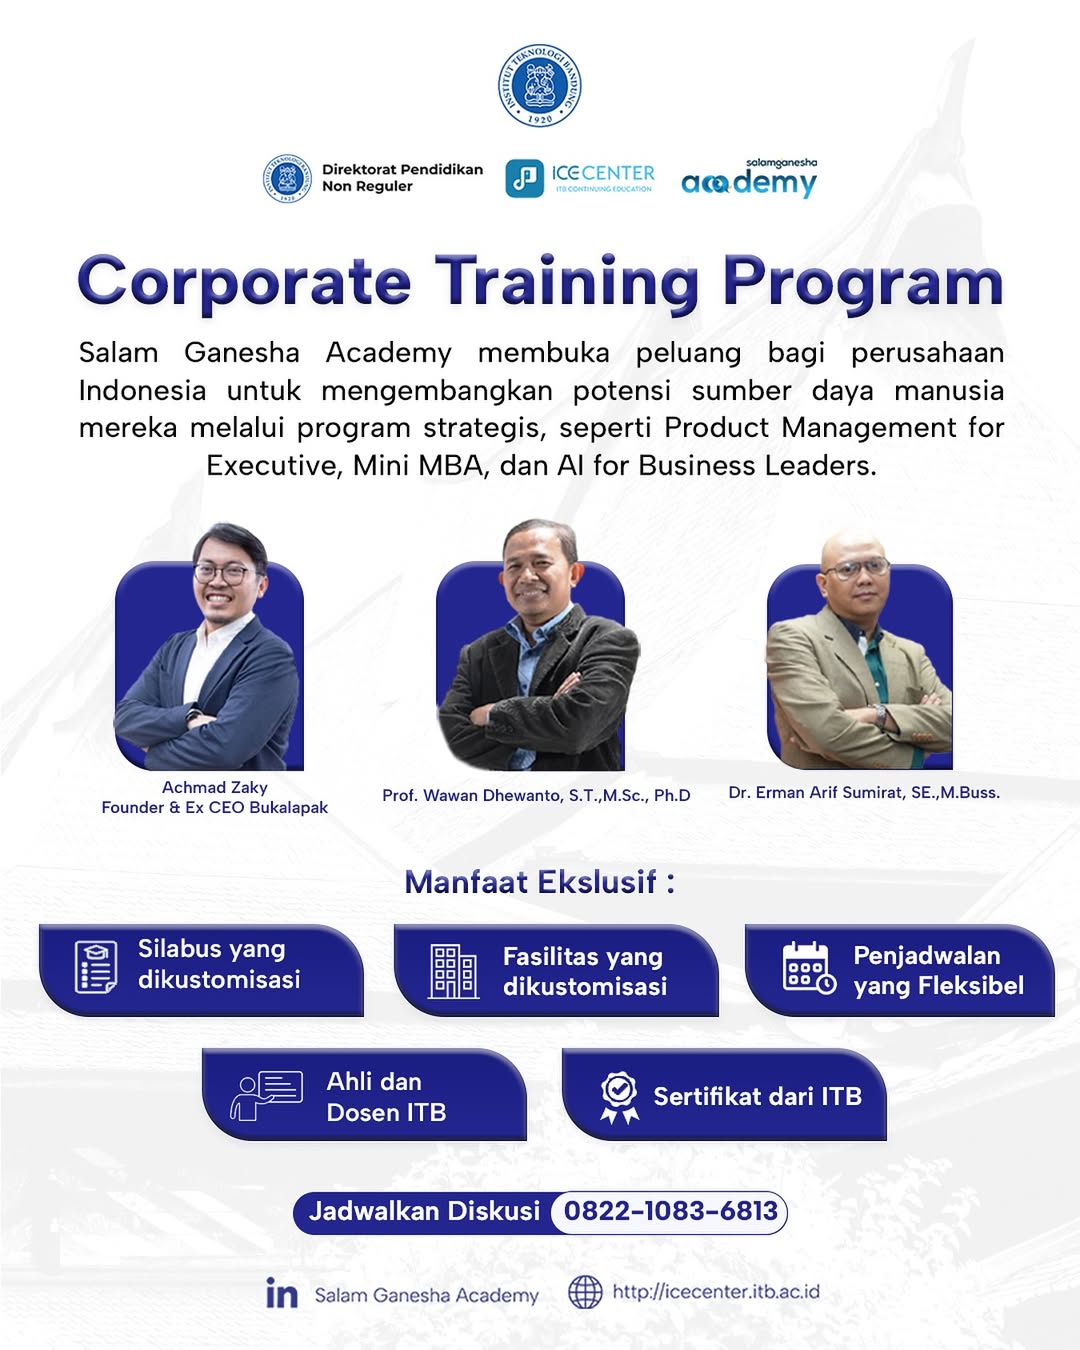 INSTITUT TEKNOLOGI BANDUNG
1920
INSTITUT TEKNOLOGI BANDUNG
1920
Direktorat Pendidikan
Non Reguler
ICE CENTER
ITB CONTINUING EDUCATION
salamganesha
academy
Corporate Training Program
Salam Ganesha Academy membuka peluang bagi perusahaan
Indonesia untuk mengembangkan potensi sumber daya manusia
mereka melalui program strategis, seperti Product Management for
Executive, Mini MBA, dan AI for Business Leaders.
Achmad Zaky
Founder & Ex CEO Bukalapak
Prof. Wawan Dhewanto, S.T.,M.Sc., Ph.D
Dr. Erman Arif Sumirat, SE.,M.Buss.
Manfaat Ekslusif :
Silabus yang
dikustomisasi
Fasilitas yang
dikustomisasi
Penjadwalan
yang Fleksibel
Ahli dan
Dosen ITB
Sertifikat dari ITB
Jadwalkan Diskusi 0822-1083-6813
in Salam Ganesha Academy
http://icecenter.itb.ac.id